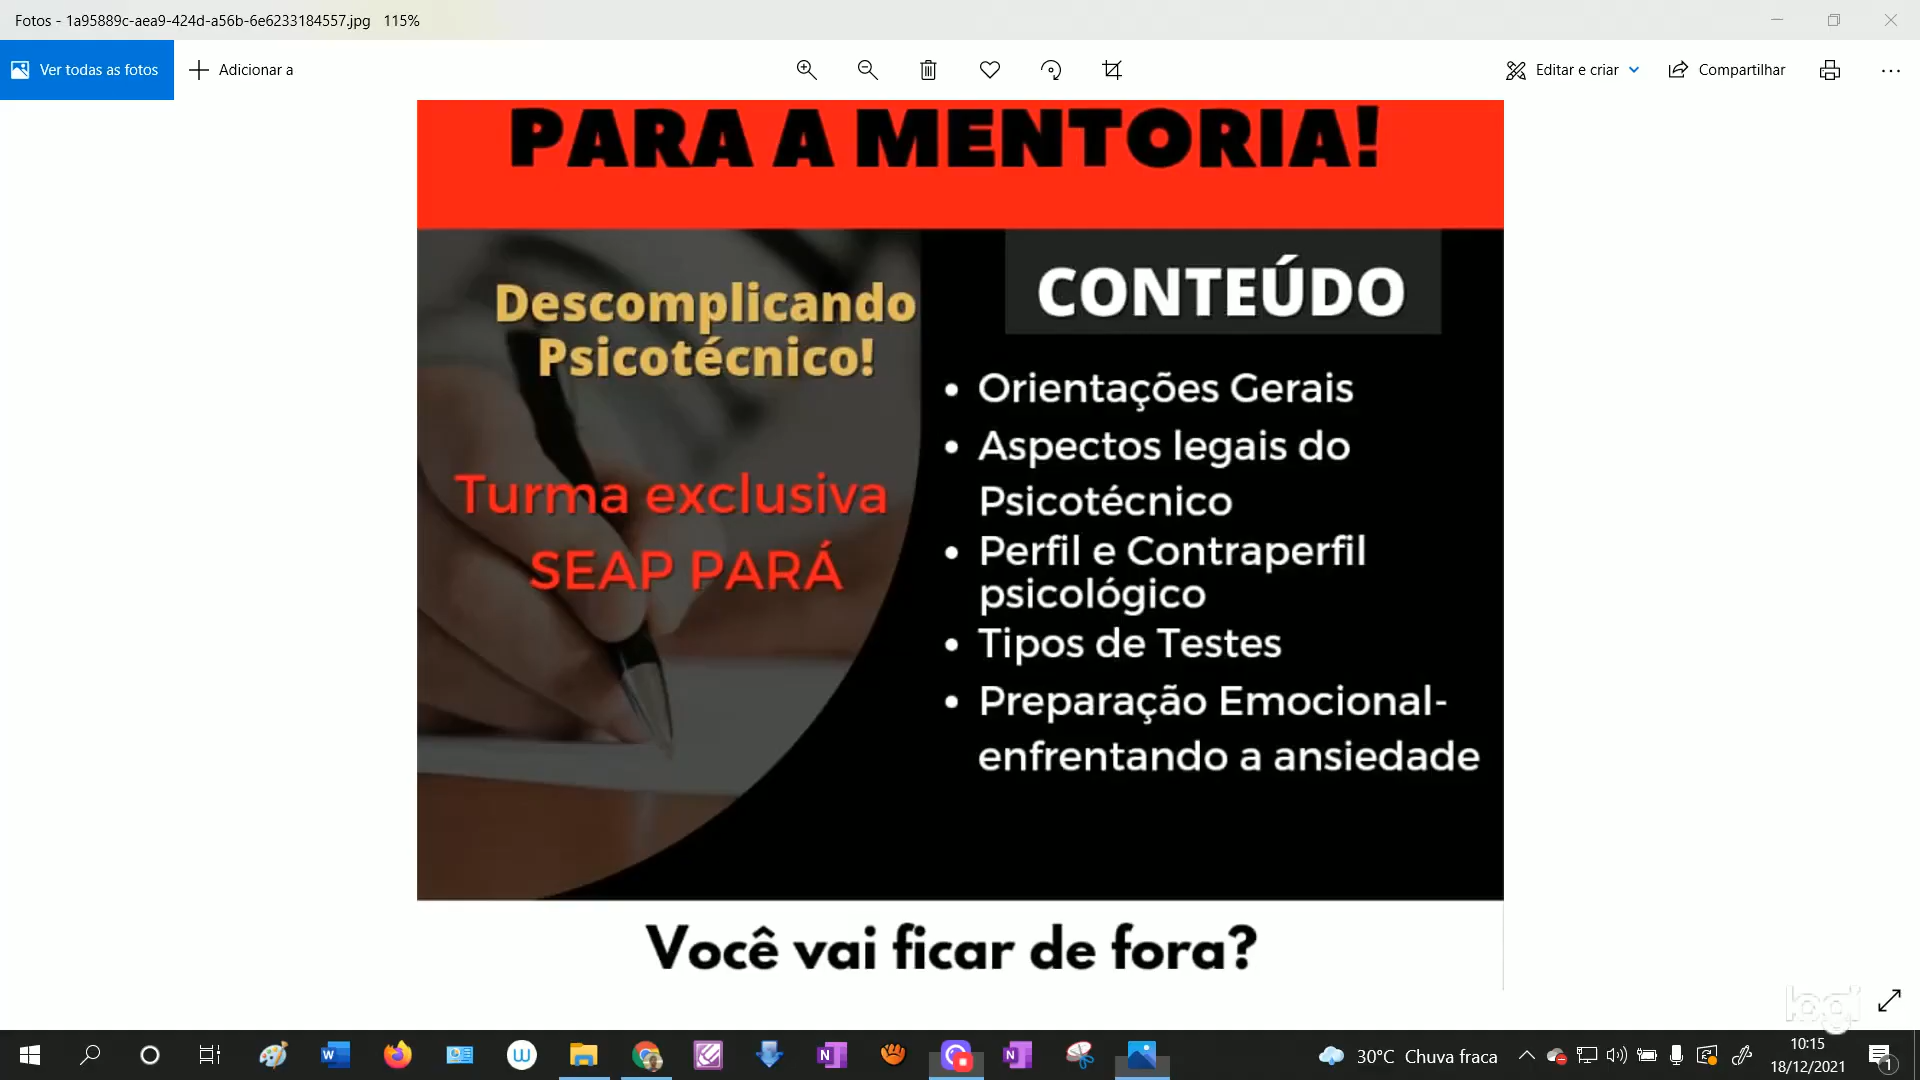 Fotos - 1a95889c-aea9-424d-a56b-6e6233184557.jpg 115%
Ver todas as fotos
Adicionar a
Editar e criar
Compartilhar
PARA A MENTORIA!
Descomplicando
Psicotécnico!
Turma exclusiva
SEAP PARÁ
CONTEÚDO
• Orientações Gerais
• Aspectos legais do
Psicotécnico
• Perfil e Contraperfil
psicológico
• Tipos de Testes
• Preparação Emocional-
enfrentando a ansiedade
Você vai ficar de fora?
logi
30°C Chuva fraca
10:15
18/12/2021
1